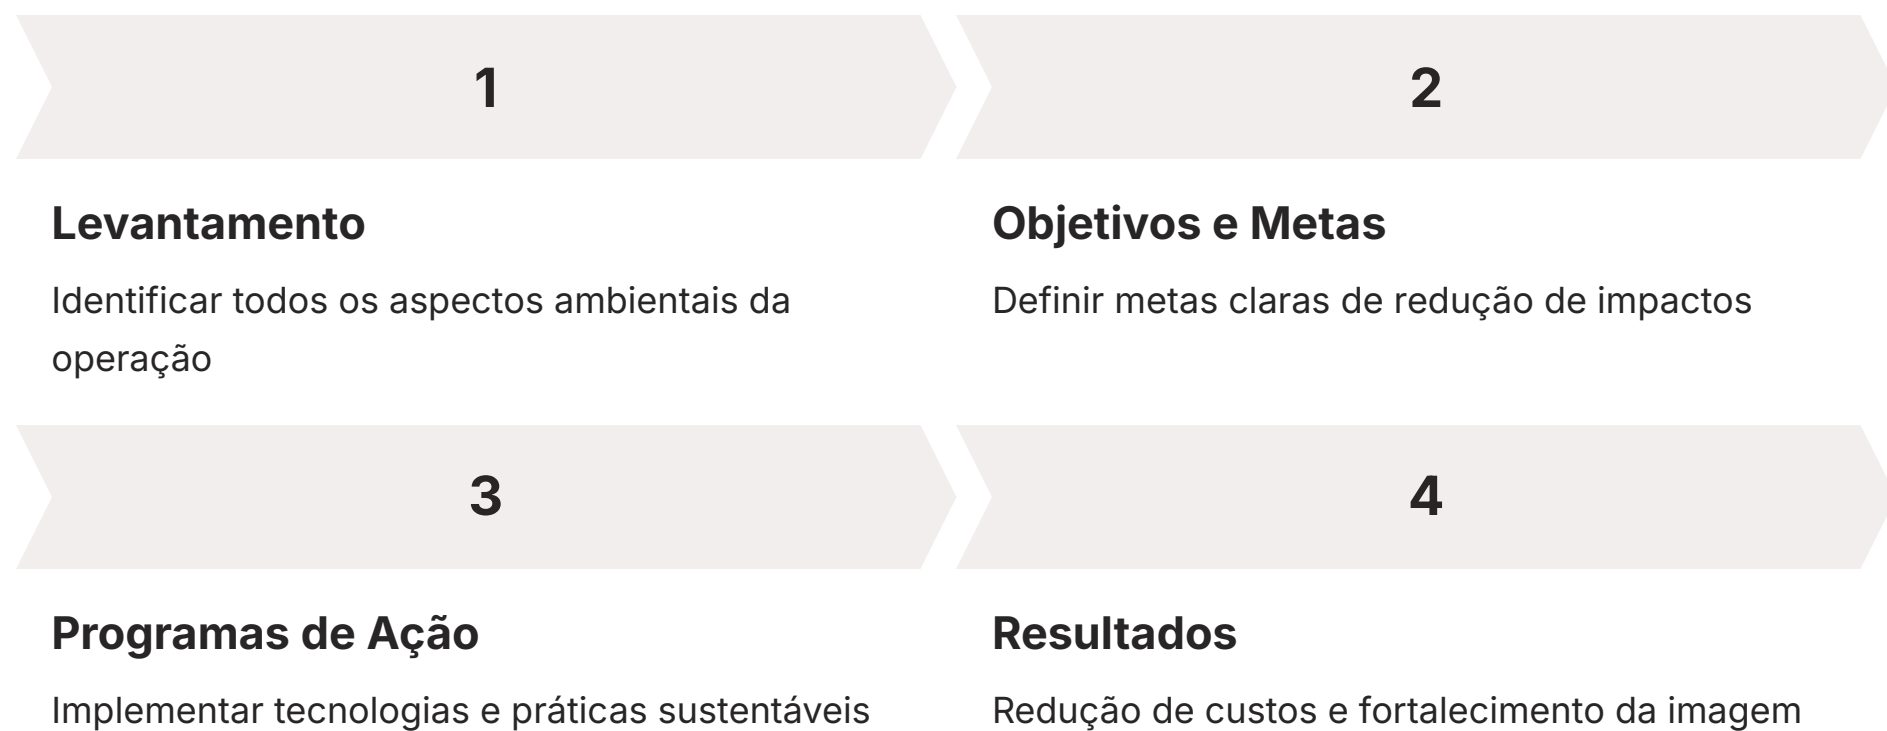 1
Levantamento
Identificar todos os aspectos ambientais da
operação
2
Objetivos e Metas
Definir metas claras de redução de impactos
3
Programas de Ação
Implementar tecnologias e práticas sustentáveis
4
Resultados
Redução de custos e fortalecimento da imagem